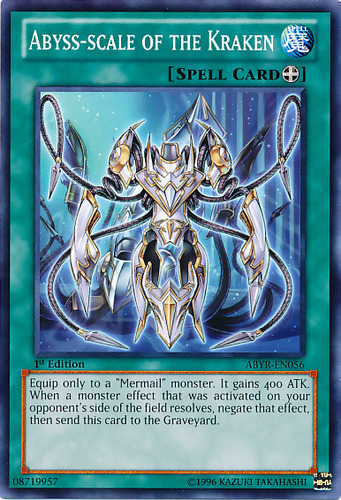 ABYSS-SCALE OF THE KRAKEN
[SPELL CARD]
1st Edition
ABYR-EN056
Equip only to a "Mermail" monster. It gains 400 ATK.
When a monster effect that was activated on your
opponent's side of the field resolves, negate that effect,
then send this card to the Graveyard.
08719957
©1996 KAZUKI TAKAHASHI